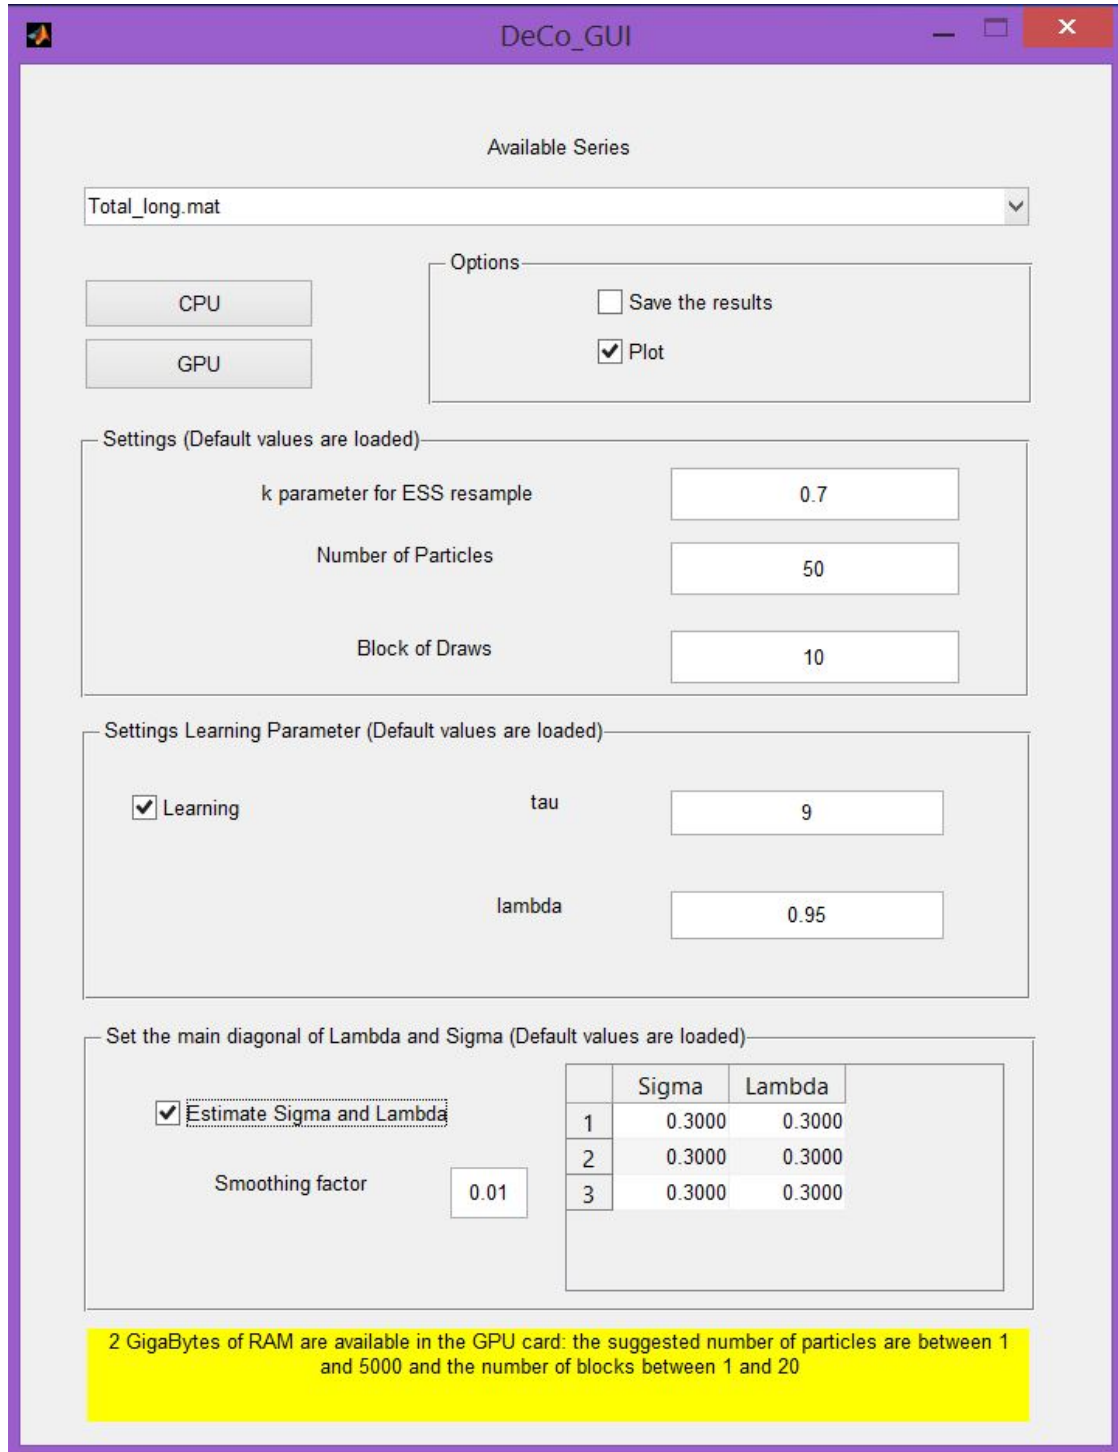 DeCo_GUI
Available Series
Total_long.mat
Options
CPU
Save the results
GPU
Plot
Settings (Default values are loaded)
k parameter for ESS resample 0.7
Number of Particles 50
Block of Draws 10
Settings Learning Parameter (Default values are loaded)
Learning tau 9
lambda 0.95
Set the main diagonal of Lambda and Sigma (Default values are loaded)
Estimate Sigma and Lambda
Smoothing factor 0.01
Sigma Lambda
1 0.3000 0.3000
2 0.3000 0.3000
3 0.3000 0.3000
2 GigaBytes of RAM are available in the GPU card: the suggested number of particles are between 1
and 5000 and the number of blocks between 1 and 20